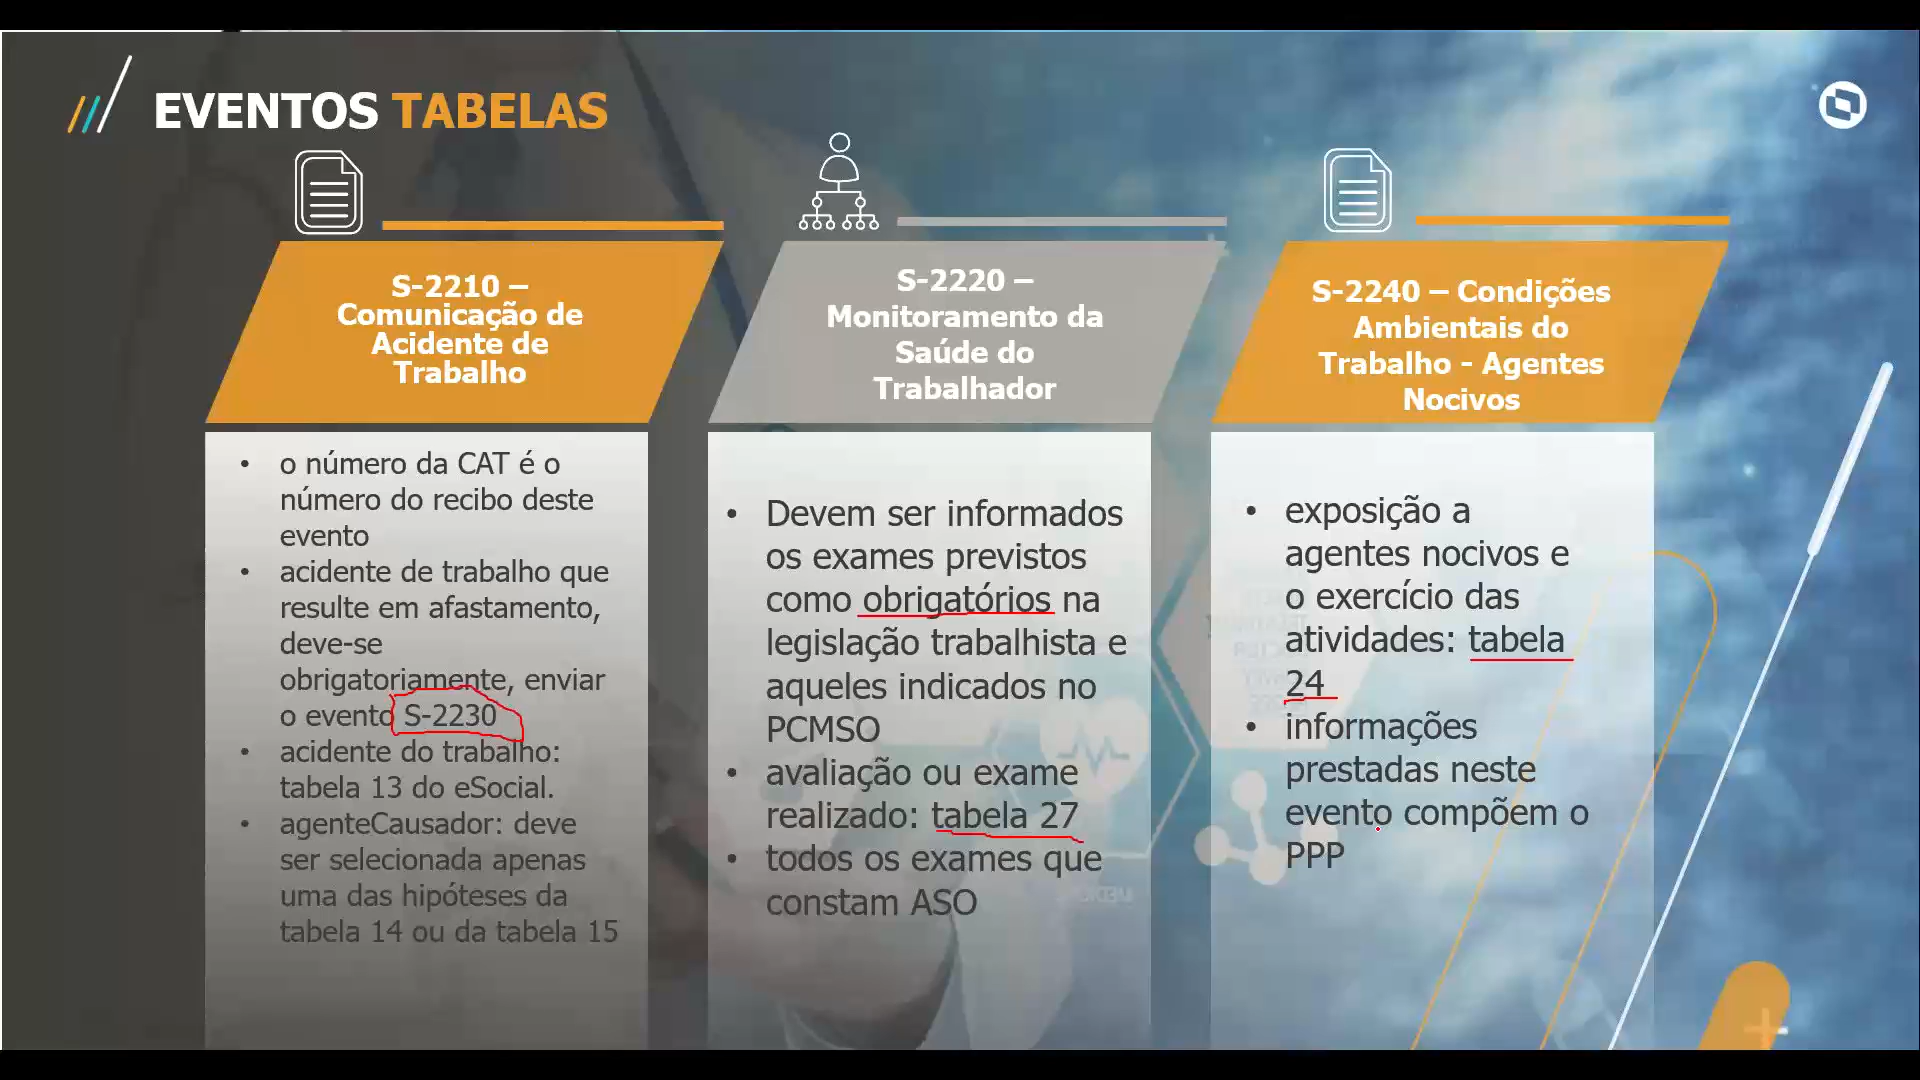 EVENTOS TABELAS
S-2210 –
Comunicação de
Acidente de
Trabalho
o número da CAT é o
número do recibo deste
evento
acidente de trabalho que
resulte em afastamento,
deve-se
obrigatoriamente, enviar
o evento S-2230
acidente do trabalho:
tabela 13 do eSocial.
agenteCausador: deve
ser selecionada apenas
uma das hipóteses da
tabela 14 ou da tabela 15
S-2220 –
Monitoramento da
Saúde do
Trabalhador
Devem ser informados
os exames previstos
como obrigatórios na
legislação trabalhista e
aqueles indicados no
PCMSO
avaliação ou exame
realizado: tabela 27
todos os exames que
constam ASO
S-2240 – Condições
Ambientais do
Trabalho - Agentes
Nocivos
exposição a
agentes nocivos e
o exercício das
atividades: tabela
24
informações
prestadas neste
evento compõem o
PPP